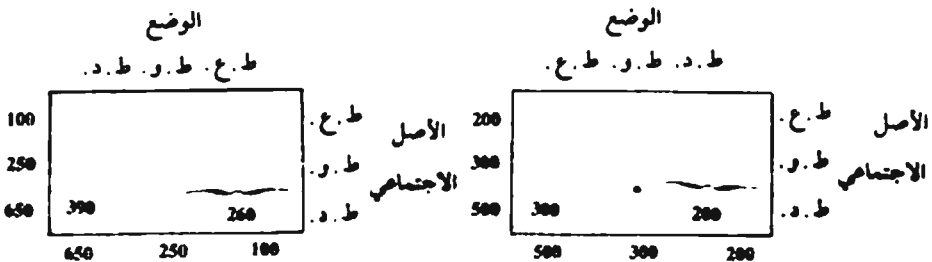 الوضع
ط.د. ط.و. ط.ع.
الأصل الاجتماعي
ط.ع. 200
ط.و. 300
ط.د. 200 300 500
200 300 500
الوضع
ط.ع. ط.و. ط.د.
الأصل الاجتماعي
ط.ع. 100
ط.و. 250
ط.د. 260 390 650
100 250 650